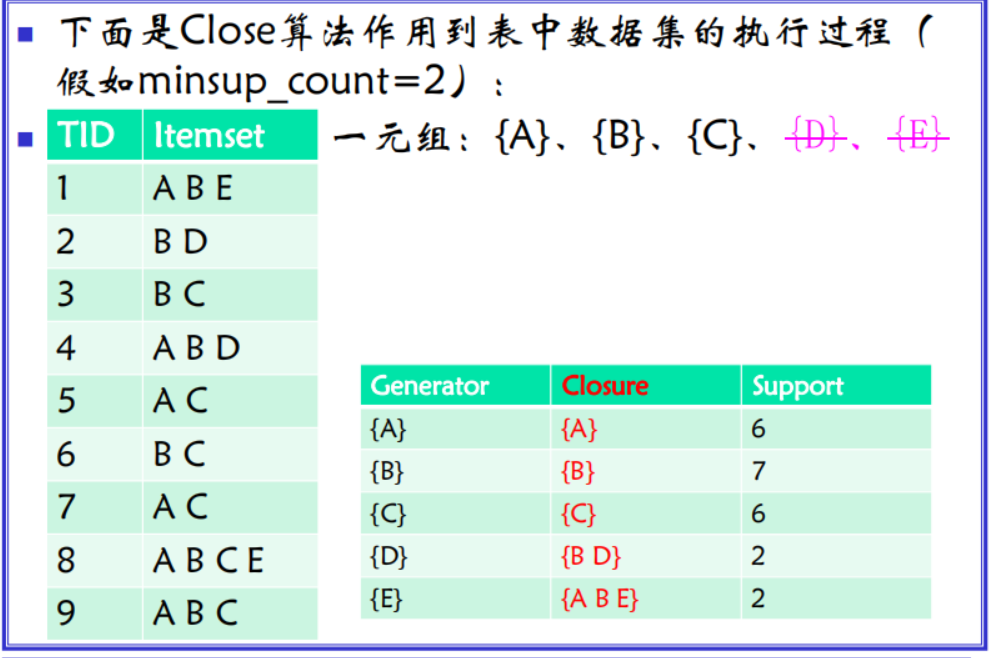 下面是Close算法作用到表中数据集的执行过程（
假如minsup_count=2）：
一元组：{A}、{B}、{C}、{D}、{E}
TID Itemset
1 A B E
2 B D
3 B C
4 A B D
5 A C
6 B C
7 A C
8 A B C E
9 A B C
Generator Closure Support
{A} {A} 6
{B} {B} 7
{C} {C} 6
{D} {B D} 2
{E} {A B E} 2